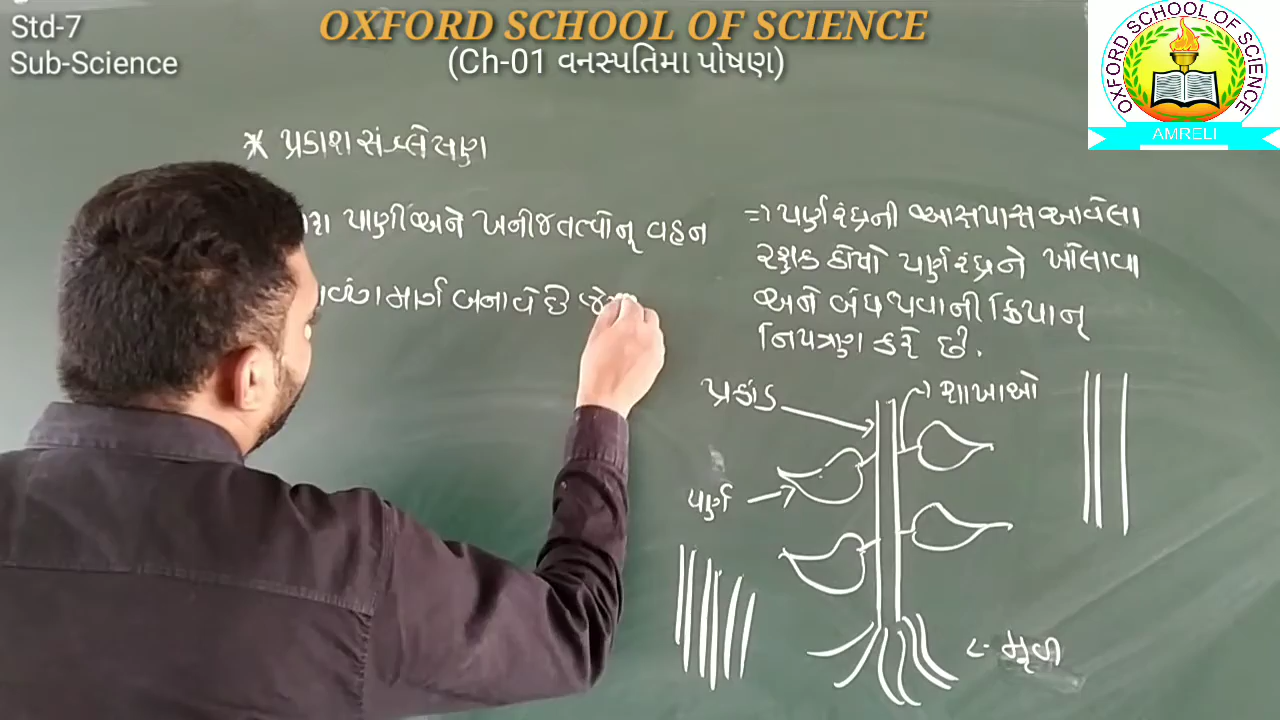 Std-7
Sub-Science
OXFORD SCHOOL OF SCIENCE
(Ch-01 વનસ્પતિમા પોષણ)
OXFORD SCHOOL OF SCIENCE
AMRELI
* પ્રકાશસંશ્લેષણ
પાણી અને ખનીજતત્વોનુ વહન
માર્ગ બનાવે છે
=> પર્ણરંધ્રની આસપાસ આવેલા
રક્ષક કોષો પર્ણરંધ્રને ખોલાવા
અને બંધ થવાની ક્રિયાનુ
નિયત્રણ કરે છે.
પ્રકાંડ
શાખાઓ
પર્ણ
મૂળ